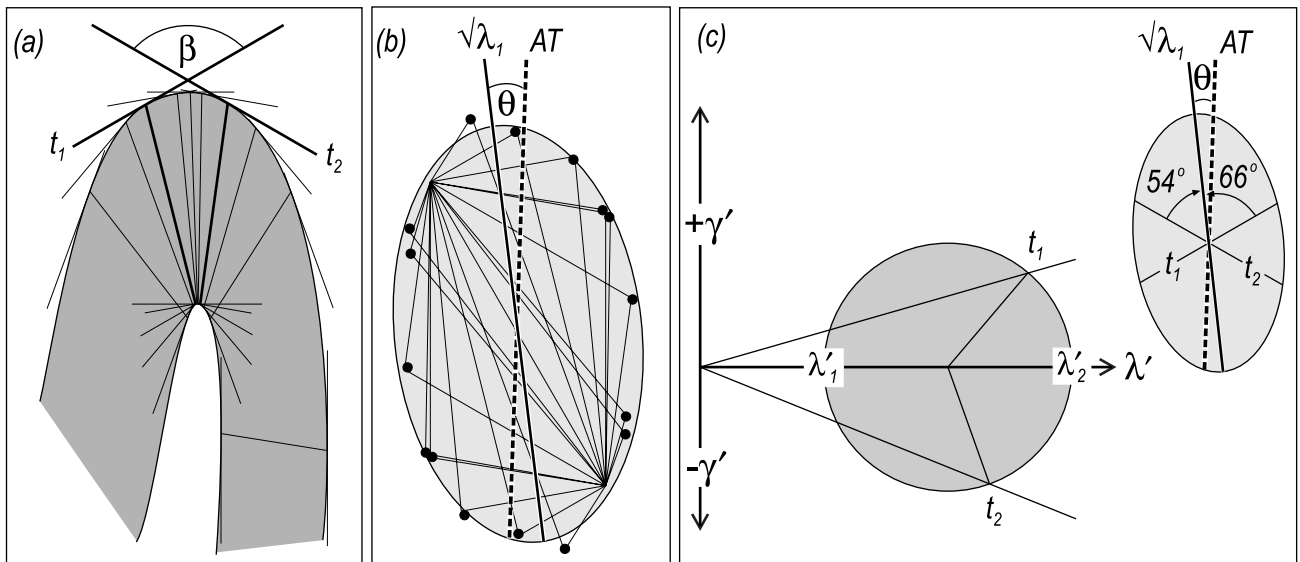 (a)
β
t₁
t₂
(b)
√λ₁
AT
θ
(c)
+γ′
-γ′
λ′₁
λ′₂
λ′
t₁
t₂
√λ₁
AT
θ
54° 66°
t₁ t₂